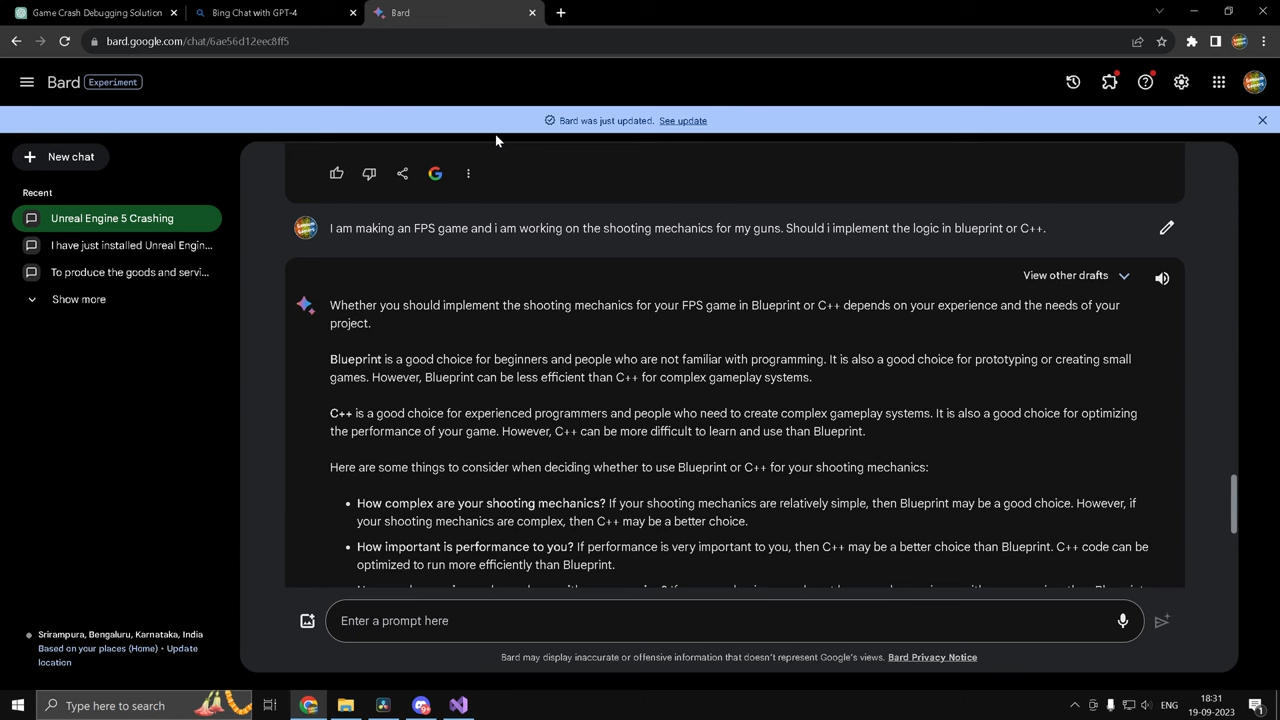 Game Crash Debugging Solution
Bing Chat with GPT-4
Bard
bard.google.com/chat/6ae56d12eec8ff5
Bard Experiment
Bard was just updated. See update
New chat
Recent
Unreal Engine 5 Crashing
I have just installed Unreal Engin...
To produce the goods and servi...
Show more
I am making an FPS game and i am working on the shooting mechanics for my guns. Should i implement the logic in blueprint or C++.
View other drafts
Whether you should implement the shooting mechanics for your FPS game in Blueprint or C++ depends on your experience and the needs of your
project.
Blueprint is a good choice for beginners and people who are not familiar with programming. It is also a good choice for prototyping or creating small
games. However, Blueprint can be less efficient than C++ for complex gameplay systems.
C++ is a good choice for experienced programmers and people who need to create complex gameplay systems. It is also a good choice for optimizing
the performance of your game. However, C++ can be more difficult to learn and use than Blueprint.
Here are some things to consider when deciding whether to use Blueprint or C++ for your shooting mechanics:
• How complex are your shooting mechanics? If your shooting mechanics are relatively simple, then Blueprint may be a good choice. However, if
your shooting mechanics are complex, then C++ may be a better choice.
• How important is performance to you? If performance is very important to you, then C++ may be a better choice than Blueprint. C++ code can be
optimized to run more efficiently than Blueprint.
Enter a prompt here
Srirampura, Bengaluru, Karnataka, India
Based on your places (Home) • Update
location
Bard may display inaccurate or offensive information that doesn't represent Google's views. Bard Privacy Notice
Type here to search
18:31
19-09-2023
1